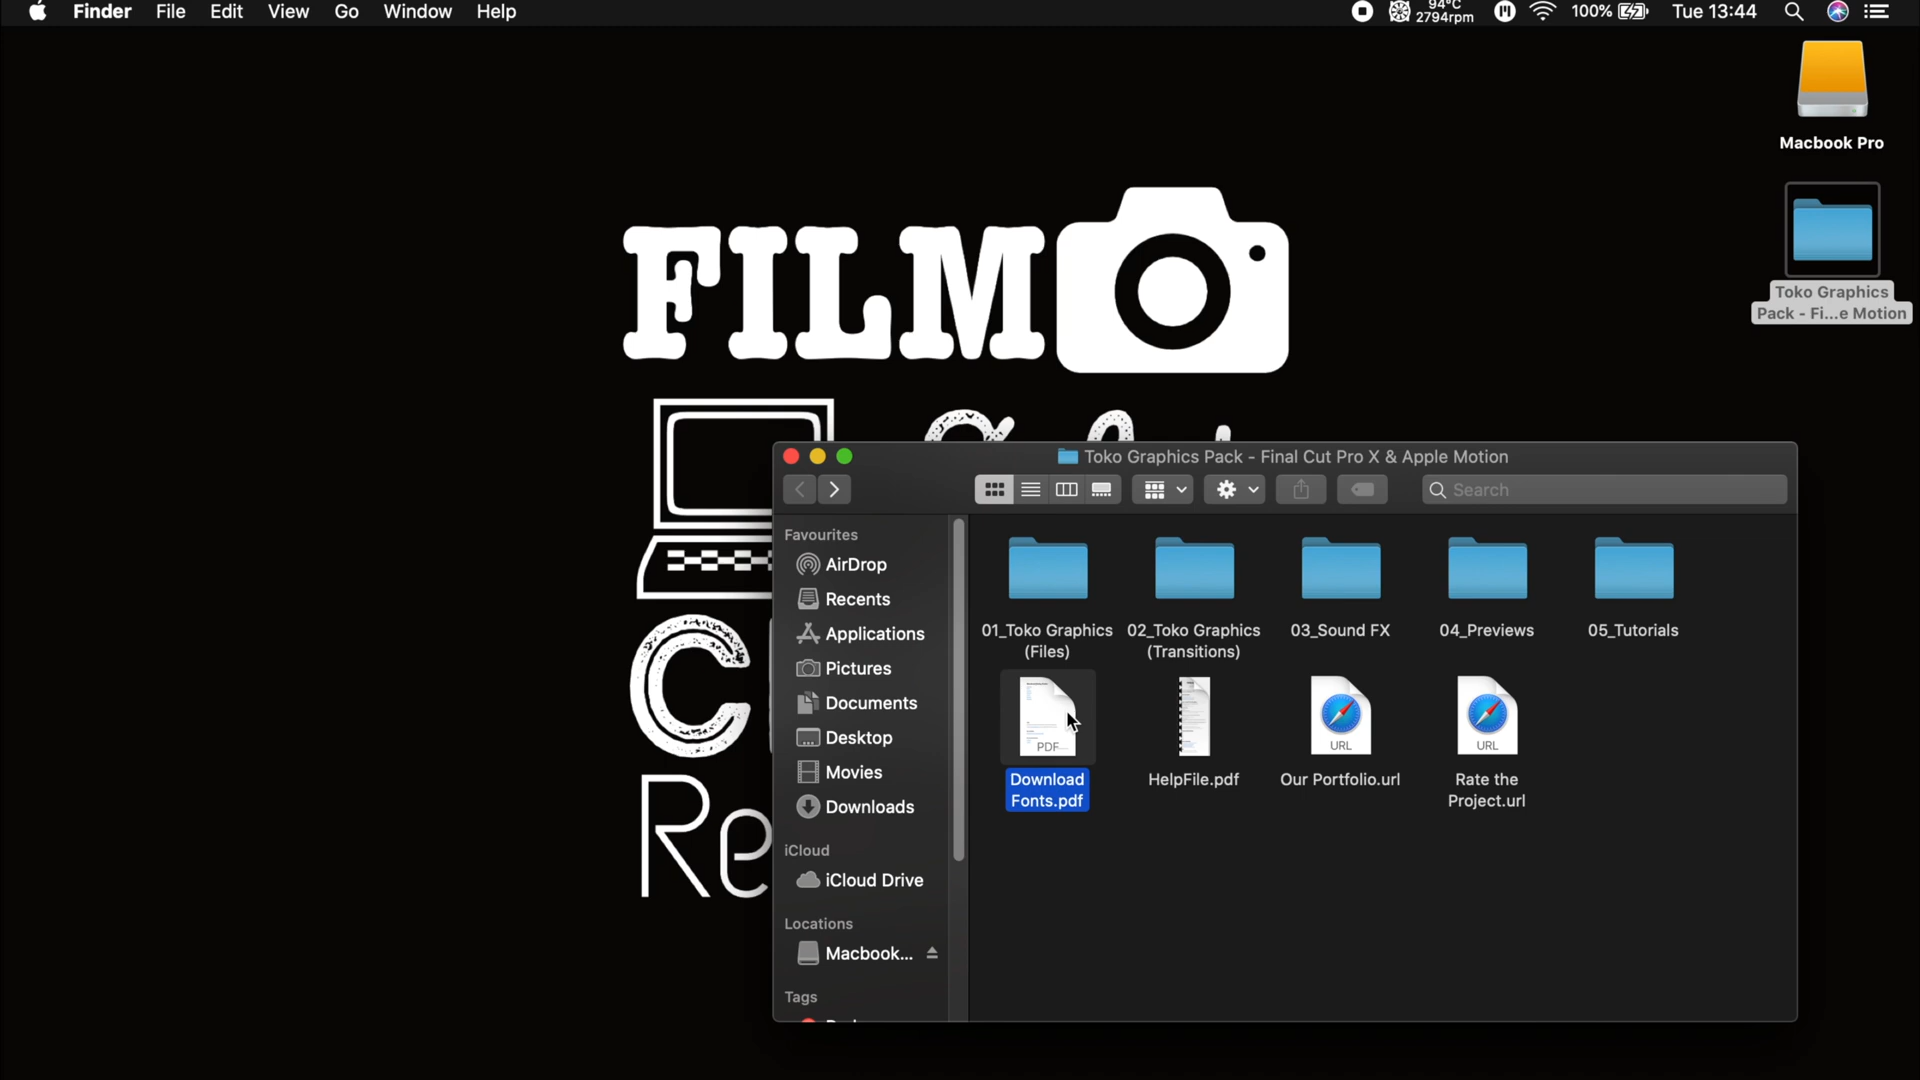 Finder File Edit View Go Window Help
94°C
2794rpm
100%
Tue 13:44
Macbook Pro
Toko Graphics
Pack - Fi...e Motion
FILM
Re
Toko Graphics Pack - Final Cut Pro X & Apple Motion
Search
Favourites
AirDrop
Recents
Applications
Pictures
Documents
Desktop
Movies
Downloads
iCloud
iCloud Drive
Locations
Macbook...
Tags
01_Toko Graphics
(Files)
02_Toko Graphics
(Transitions)
03_Sound FX
04_Previews
05_Tutorials
PDF
Download
Fonts.pdf
HelpFile.pdf
URL
Our Portfolio.url
URL
Rate the
Project.url